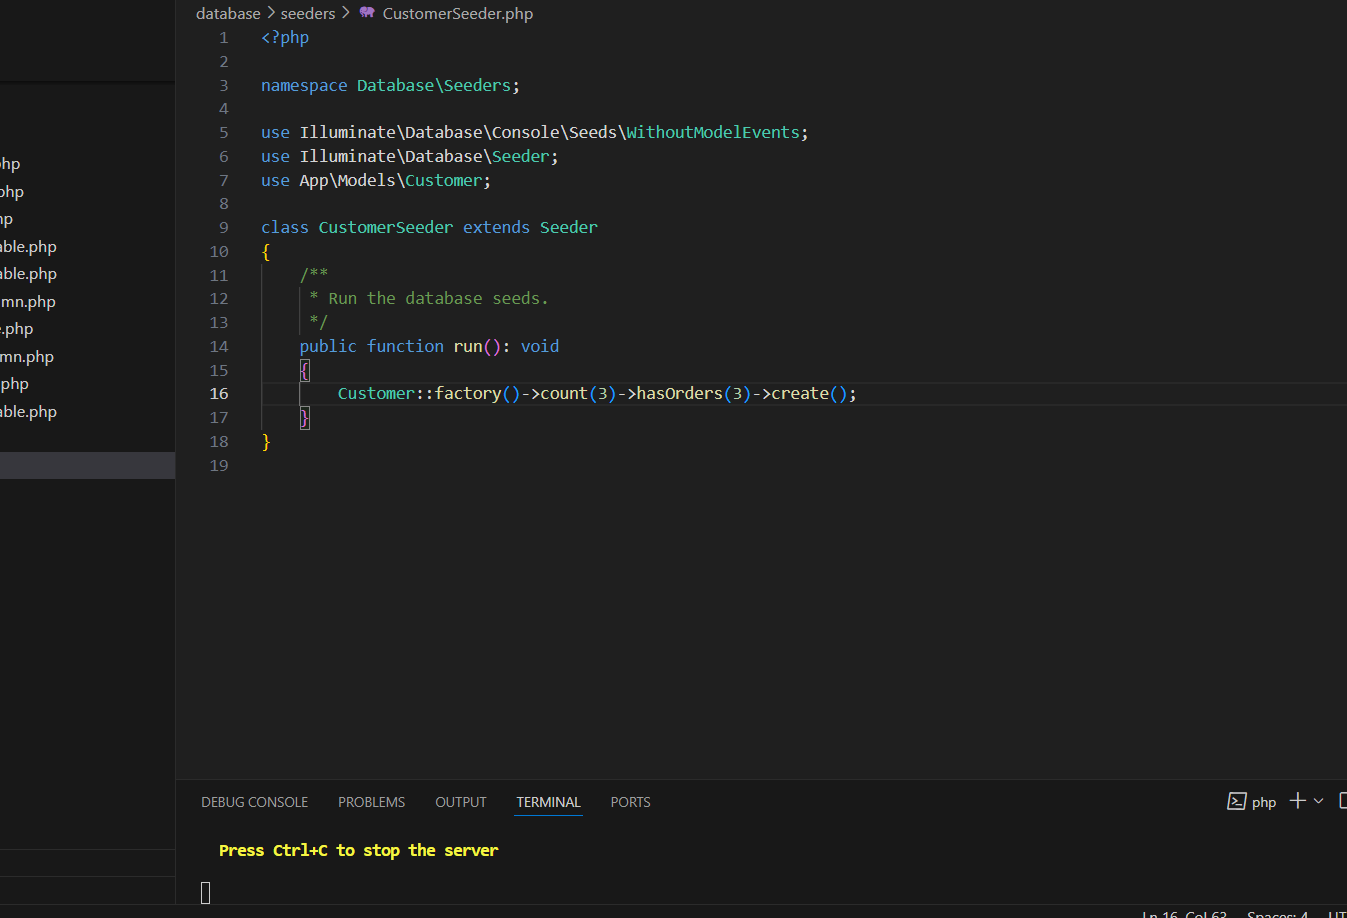 database > seeders > CustomerSeeder.php
1 <?php
2
3 namespace Database\Seeders;
4
5 use Illuminate\Database\Console\Seeds\WithoutModelEvents;
6 use Illuminate\Database\Seeder;
7 use App\Models\Customer;
8
9 class CustomerSeeder extends Seeder
10 {
11     /**
12      * Run the database seeds.
13      */
14     public function run(): void
15     {
16         Customer::factory()->count(3)->hasOrders(3)->create();
17     }
18 }
19
hp
php
np
able.php
able.php
mn.php
.php
mn.php
php
able.php
DEBUG CONSOLE PROBLEMS OUTPUT TERMINAL PORTS
php
Press Ctrl+C to stop the server
Ln 16, Col 63 Spaces: 4 UT